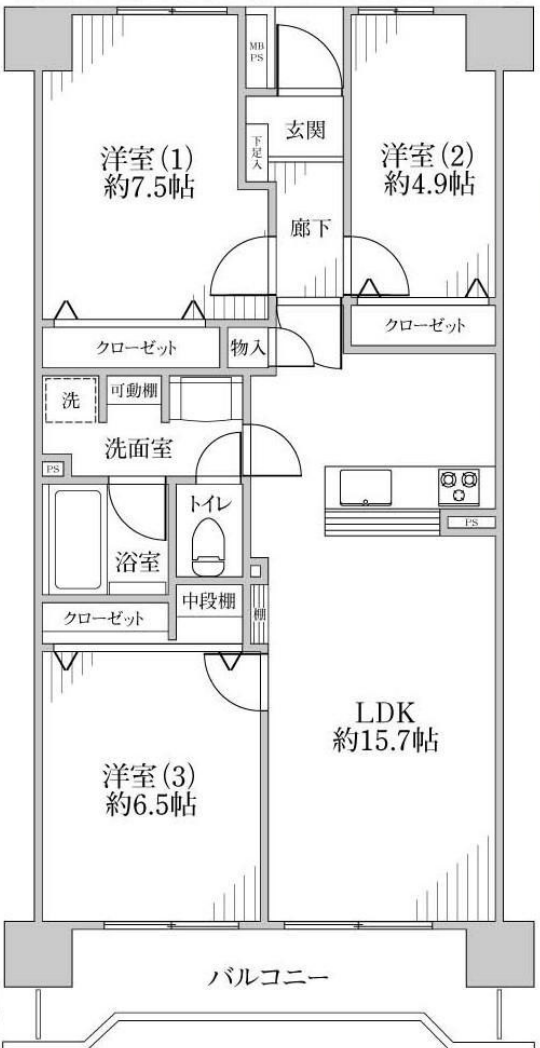 MB
PS
玄関
下足入
洋室(1)
約7.5帖
洋室(2)
約4.9帖
廊下
クローゼット
クローゼット
物入
洗
可動棚
洗面室
PS
トイレ
浴室
PS
クローゼット
中段棚
棚
LDK
約15.7帖
洋室(3)
約6.5帖
バルコニー